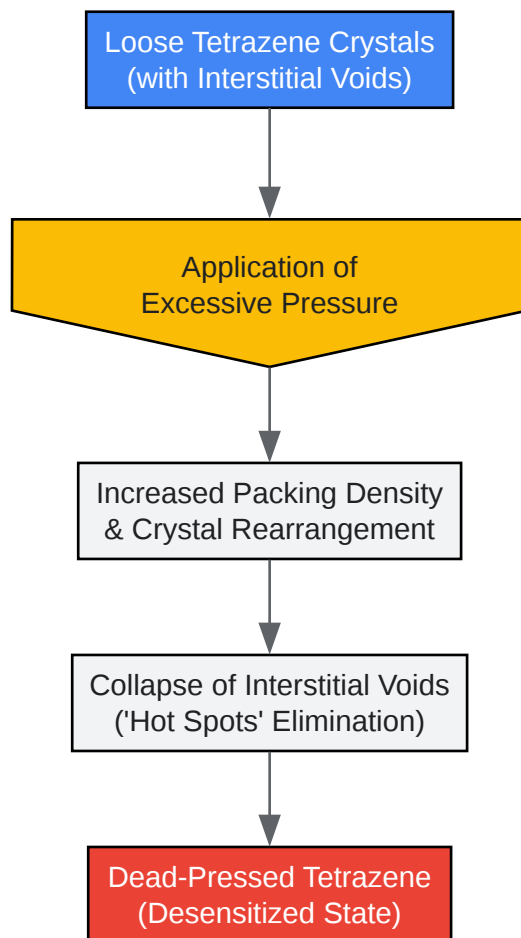 Loose Tetrazene Crystals
(with Interstitial Voids)
Application of
Excessive Pressure
Increased Packing Density
& Crystal Rearrangement
Collapse of Interstitial Voids
('Hot Spots' Elimination)
Dead-Pressed Tetrazene
(Desensitized State)